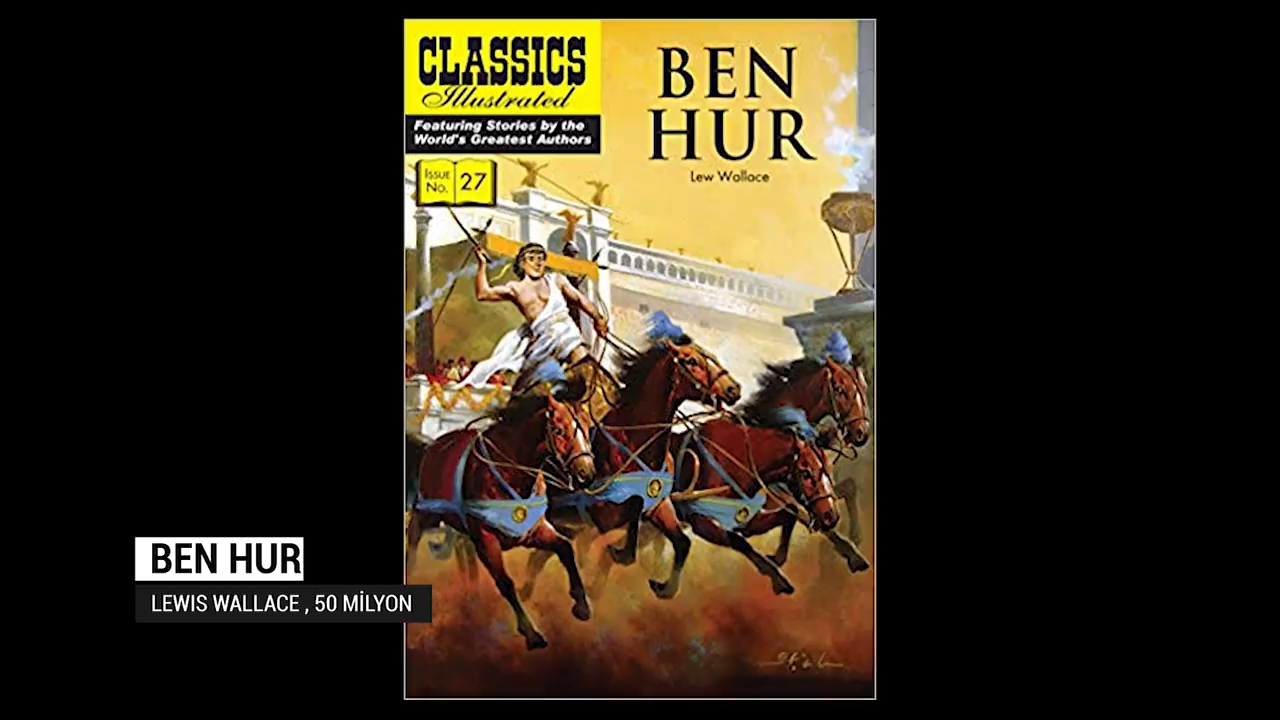 CLASSICS
Illustrated
Featuring Stories by the
World's Greatest Authors
ISSUE
No. 27
BEN
HUR
Lew Wallace
BEN HUR
LEWIS WALLACE , 50 MİLYON